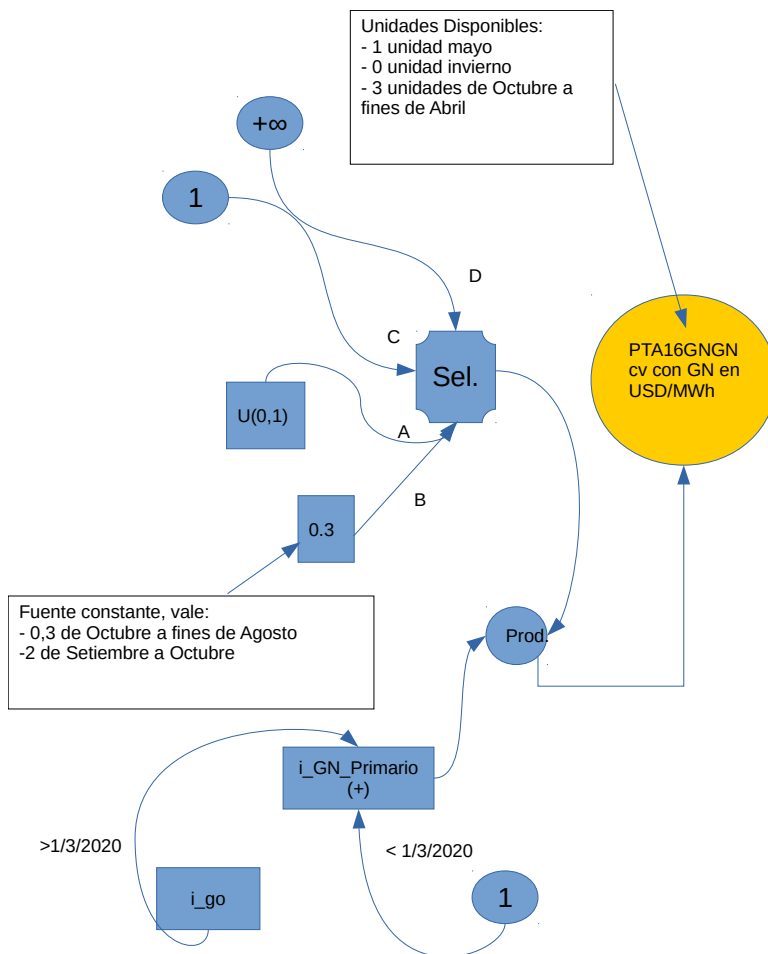 Unidades Disponibles:
- 1 unidad mayo
- 0 unidad invierno
- 3 unidades de Octubre a
fines de Abril
+∞
1
D
C
Sel.
PTA16GNGN
cv con GN en
USD/MWh
U(0,1)
A
B
0.3
Fuente constante, vale:
- 0,3 de Octubre a fines de Agosto
-2 de Setiembre a Octubre
Prod.
i_GN_Primario
(+)
>1/3/2020
< 1/3/2020
i_go
1